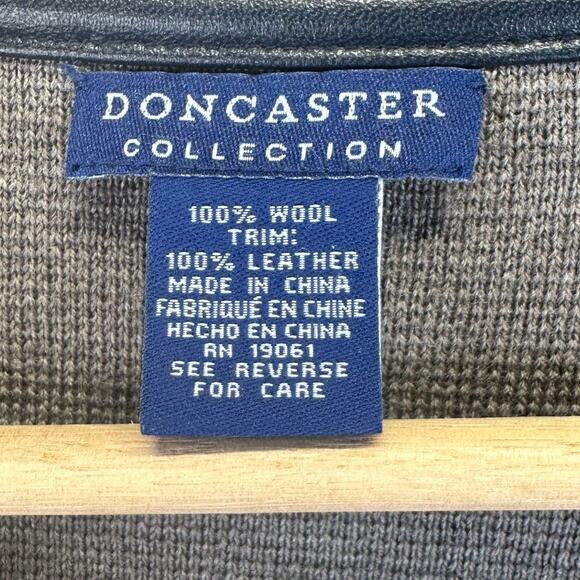 DONCASTER
COLLECTION
100% WOOL
TRIM:
100% LEATHER
MADE IN CHINA
FABRIQUÉ EN CHINE
HECHO EN CHINA
RN 19061
SEE REVERSE
FOR CARE